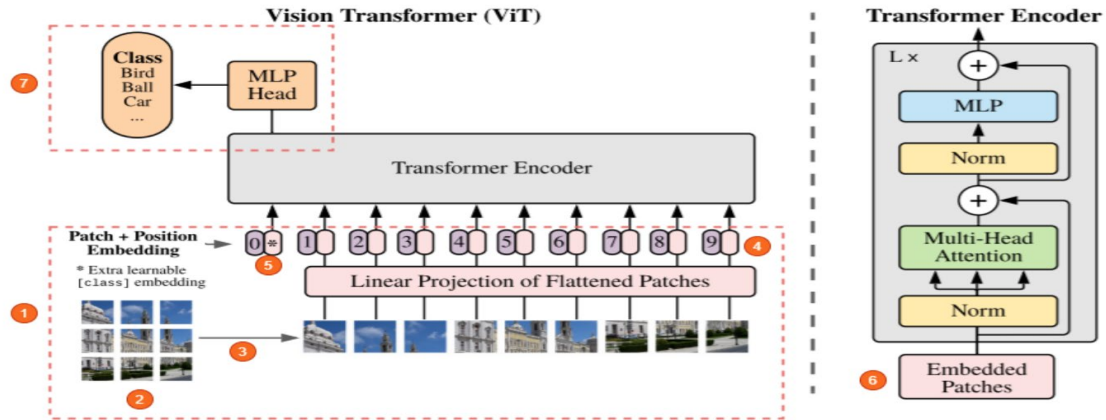 Vision Transformer (ViT)
Transformer Encoder
7
Class
Bird
Ball
Car
...
MLP
Head
Transformer Encoder
Patch + Position
Embedding
0 * 1 2 3 4 5 6 7 8 9
4
5
* Extra learnable
[class] embedding
Linear Projection of Flattened Patches
1
3
2
L ×
+
MLP
Norm
+
Multi-Head
Attention
Norm
6
Embedded
Patches